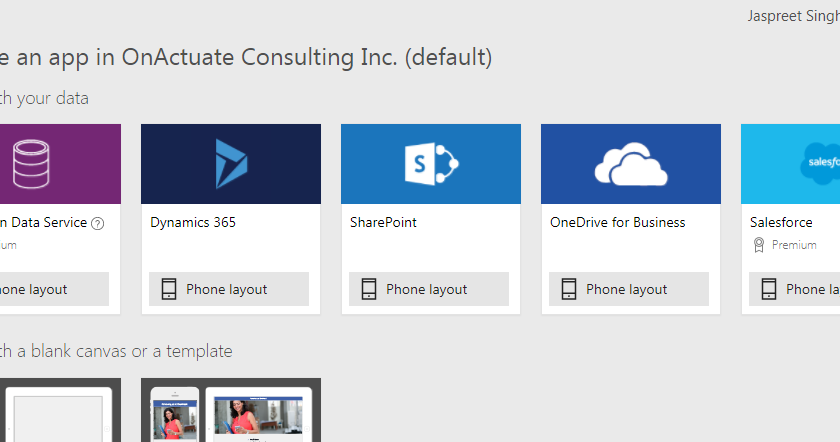 Jaspreet Singh
e an app in OnActuate Consulting Inc. (default)
th your data
S
salesfo
n Data Service ?
Dynamics 365
SharePoint
OneDrive for Business
Salesforce
um
Premium
one layout
Phone layout
Phone layout
Phone layout
Phone la
th a blank canvas or a template